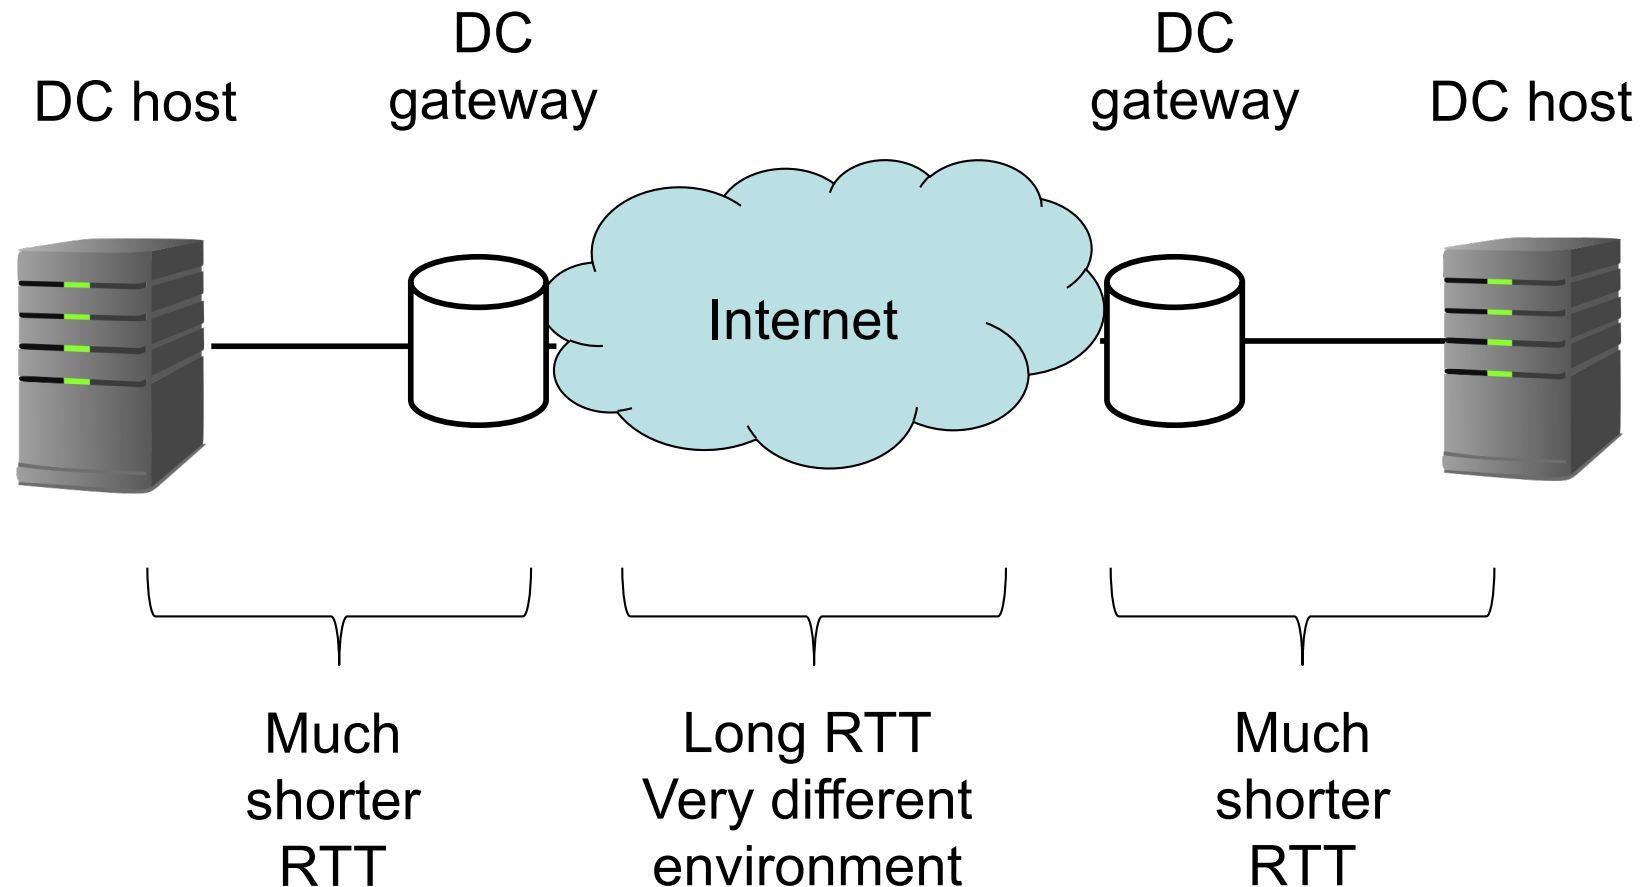 DC host
DC
gateway
DC
gateway
DC host
Internet
Much
shorter
RTT
Long RTT
Very different
environment
Much
shorter
RTT